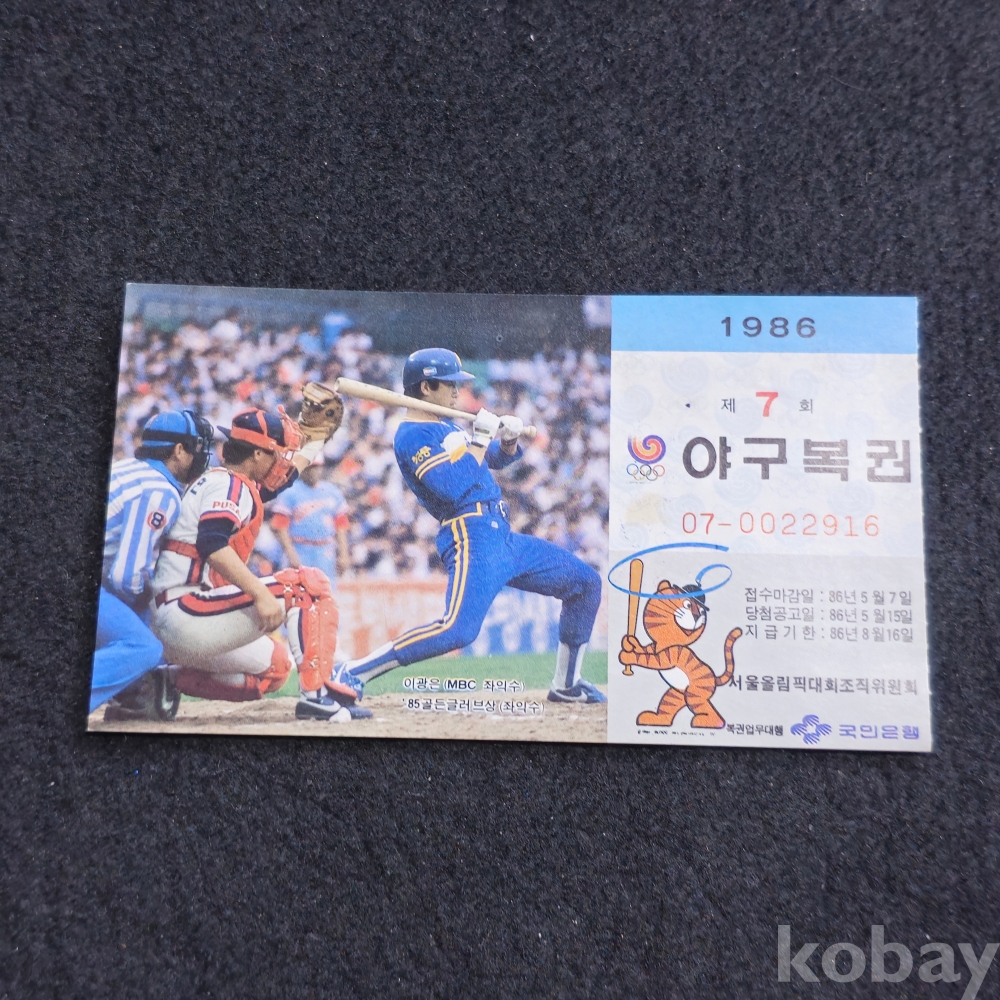 1986
제 7 회
야구복권
07-0022916
접수마감일 : 86년 5월 7일
당첨공고일 : 86년 5월 15일
지급기한 : 86년 8월 16일
서울올림픽대회조직위원회
복권업무대행 국민은행
이광은 (MBC 좌익수)
'85골든글러브상 (좌익수)
kobay